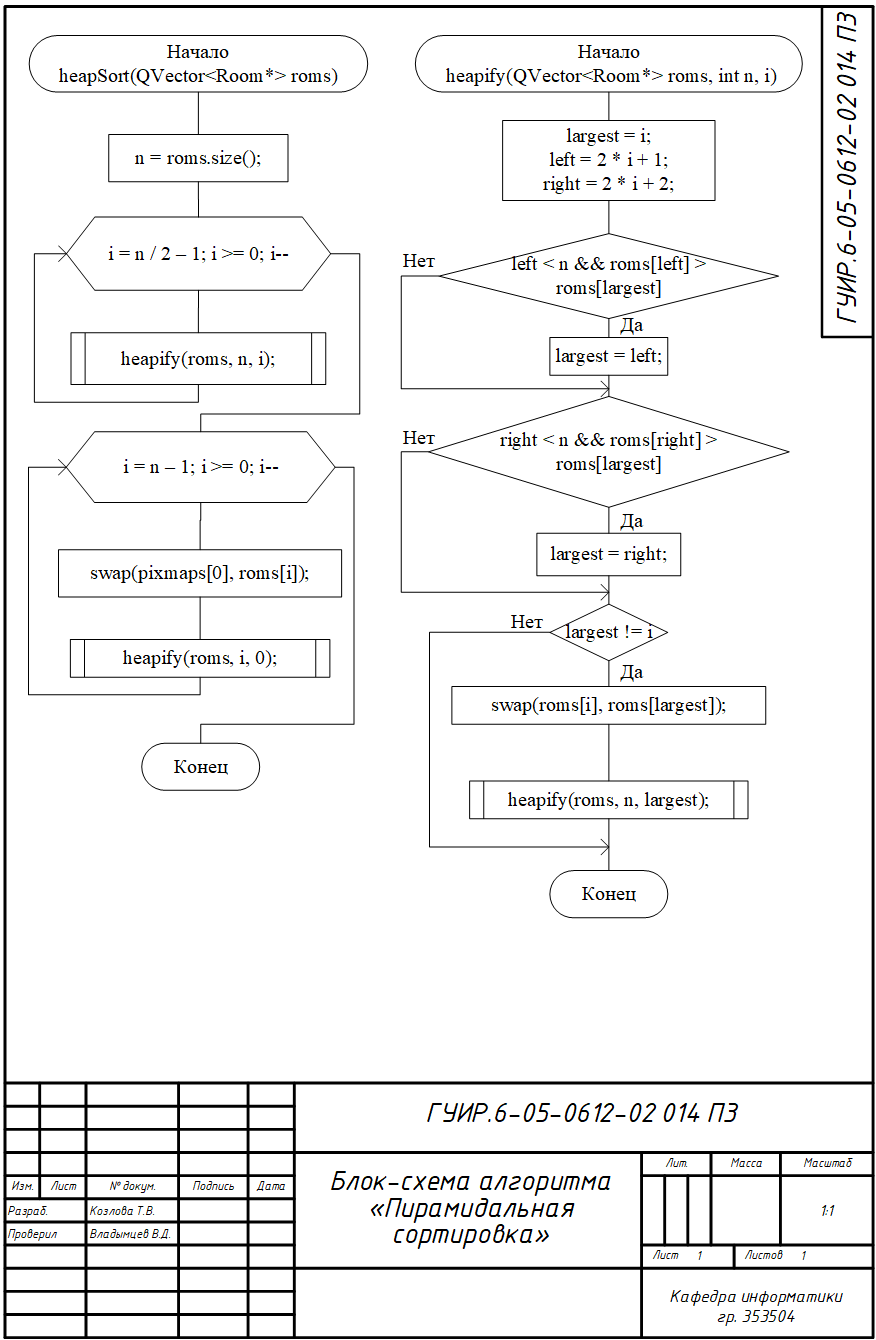 Начало
heapSort(QVector<Room*> roms)
n = roms.size();
i = n / 2 – 1; i >= 0; i--
heapify(roms, n, i);
i = n – 1; i >= 0; i--
swap(pixmaps[0], roms[i]);
heapify(roms, i, 0);
Конец
Начало
heapify(QVector<Room*> roms, int n, i)
largest = i;
left = 2 * i + 1;
right = 2 * i + 2;
left < n && roms[left] >
roms[largest]
Нет
Да
largest = left;
right < n && roms[right] >
roms[largest]
Нет
Да
largest = right;
largest != i
Нет
Да
swap(roms[i], roms[largest]);
heapify(roms, n, largest);
Конец
ГУИР.6-05-0612-02 014 ПЗ
ГУИР.6-05-0612-02 014 ПЗ
Изм. Лист № докум. Подпись Дата
Разраб. Козлова Т.В.
Проверил Владымцев В.Д.
Блок-схема алгоритма
«Пирамидальная
сортировка»
Лит. Масса Масштаб
1:1
Лист 1 Листов 1
Кафедра информатики
гр. 353504